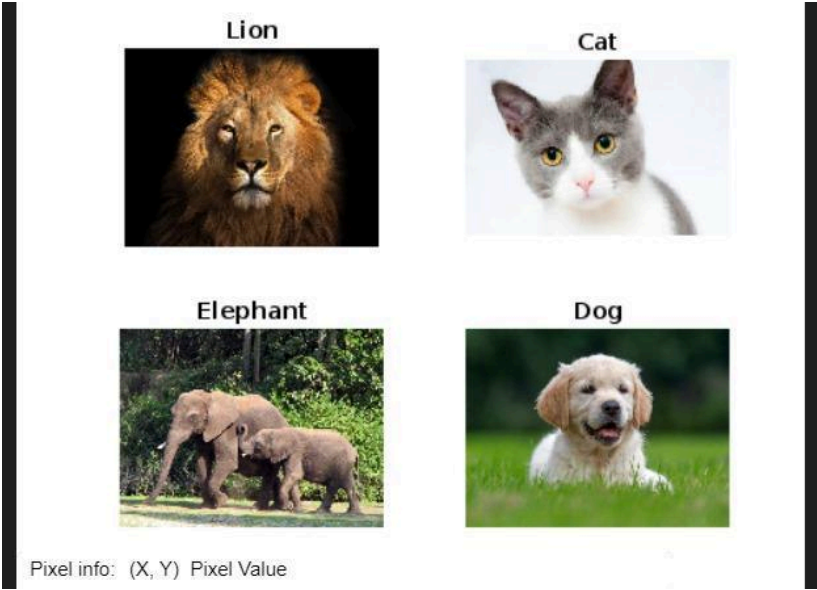 Lion
Cat
Elephant
Dog
Pixel info: (X, Y) Pixel Value